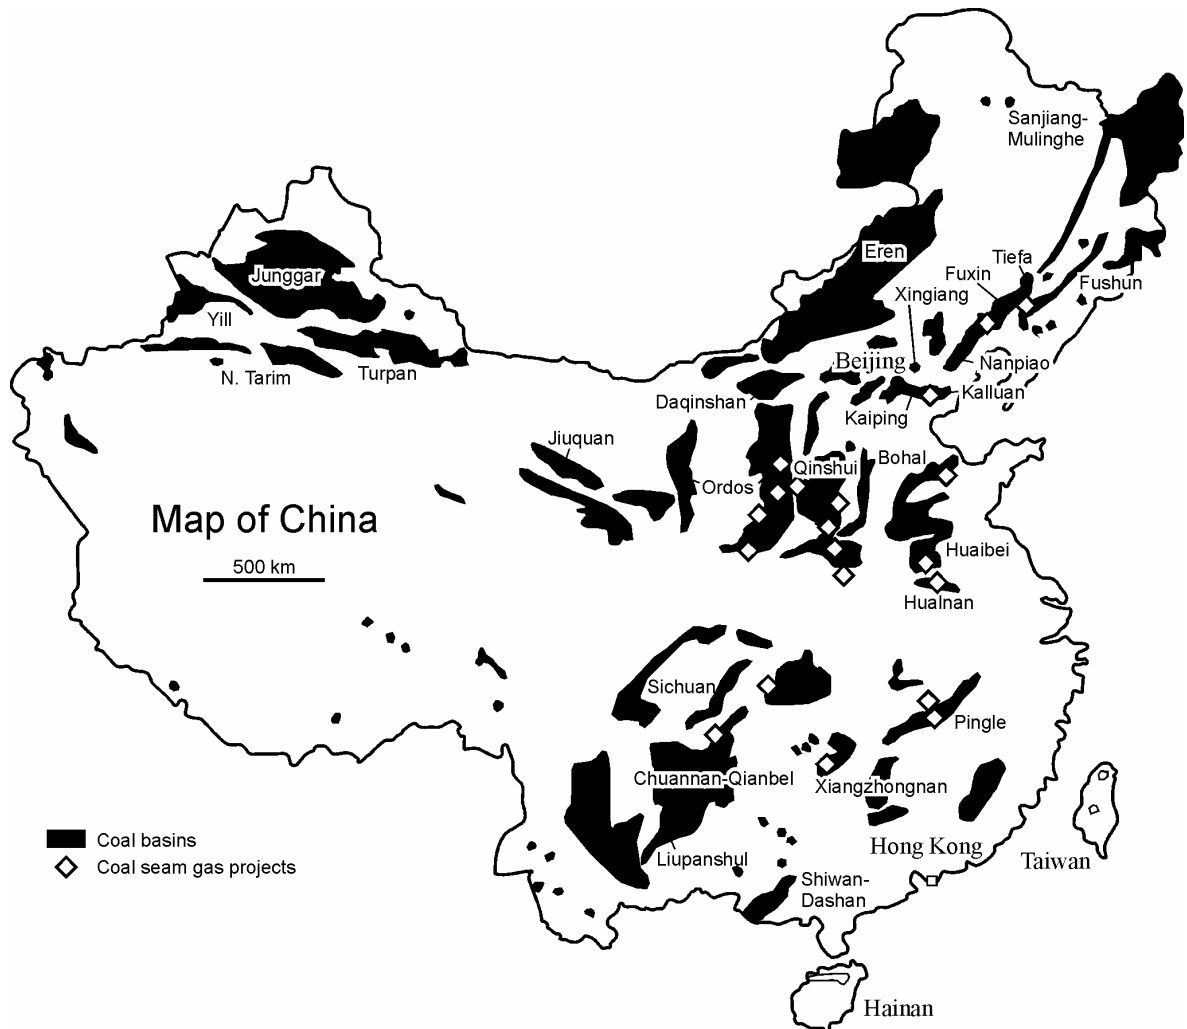 Sanjiang-
Mulinghe
Eren
Tiefa
Fuxin
Junggar
Fushun
Xingiang
Yill
Beijing
Nanpiao
N. Tarim
Turpan
Kalluan
Daqinshan
Kaiping
Jiuquan
Bohal
Qinshui
Ordos
Map of China
500 km
Huaibei
Hualnan
Sichuan
Pingle
Chuannan-Qianbel
Xiangzhongnan
Coal basins
Hong Kong
Liupanshul
Taiwan
Coal seam gas projects
Shiwan-
Dashan
Hainan